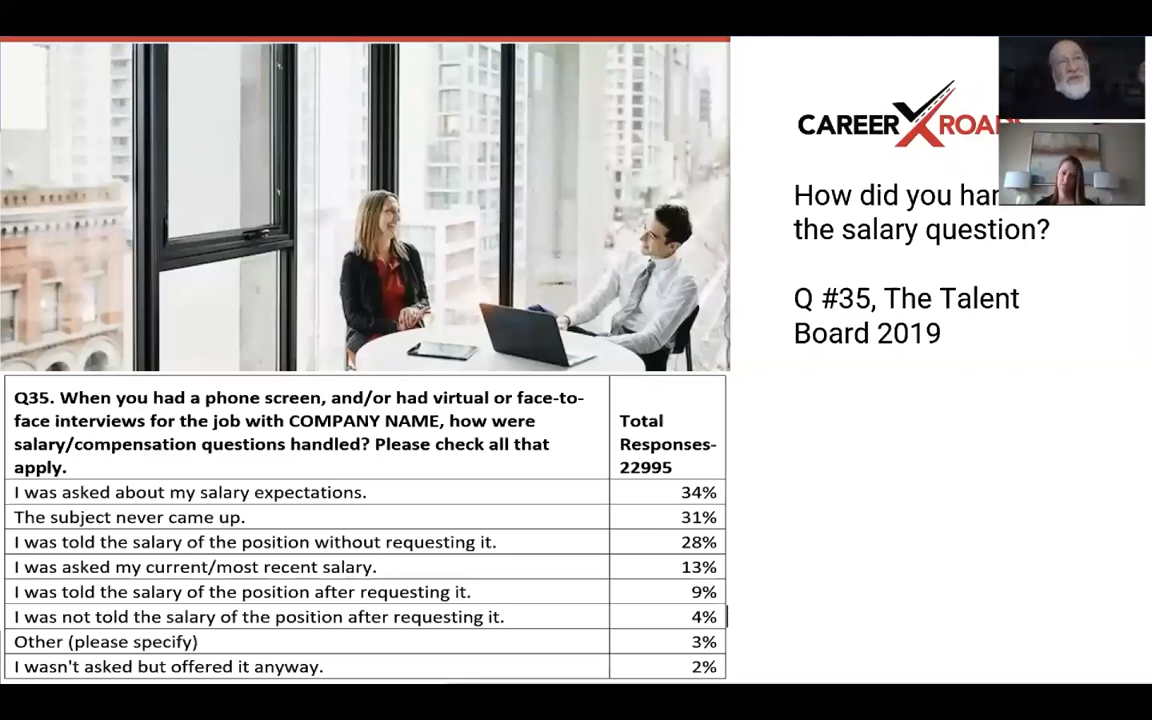 CAREER XROA
How did you han
the salary question?
Q #35, The Talent
Board 2019
Q35. When you had a phone screen, and/or had virtual or face-to-
face interviews for the job with COMPANY NAME, how were
salary/compensation questions handled? Please check all that
apply.
Total
Responses-
22995
I was asked about my salary expectations. 34%
The subject never came up. 31%
I was told the salary of the position without requesting it. 28%
I was asked my current/most recent salary. 13%
I was told the salary of the position after requesting it. 9%
I was not told the salary of the position after requesting it. 4%
Other (please specify) 3%
I wasn't asked but offered it anyway. 2%